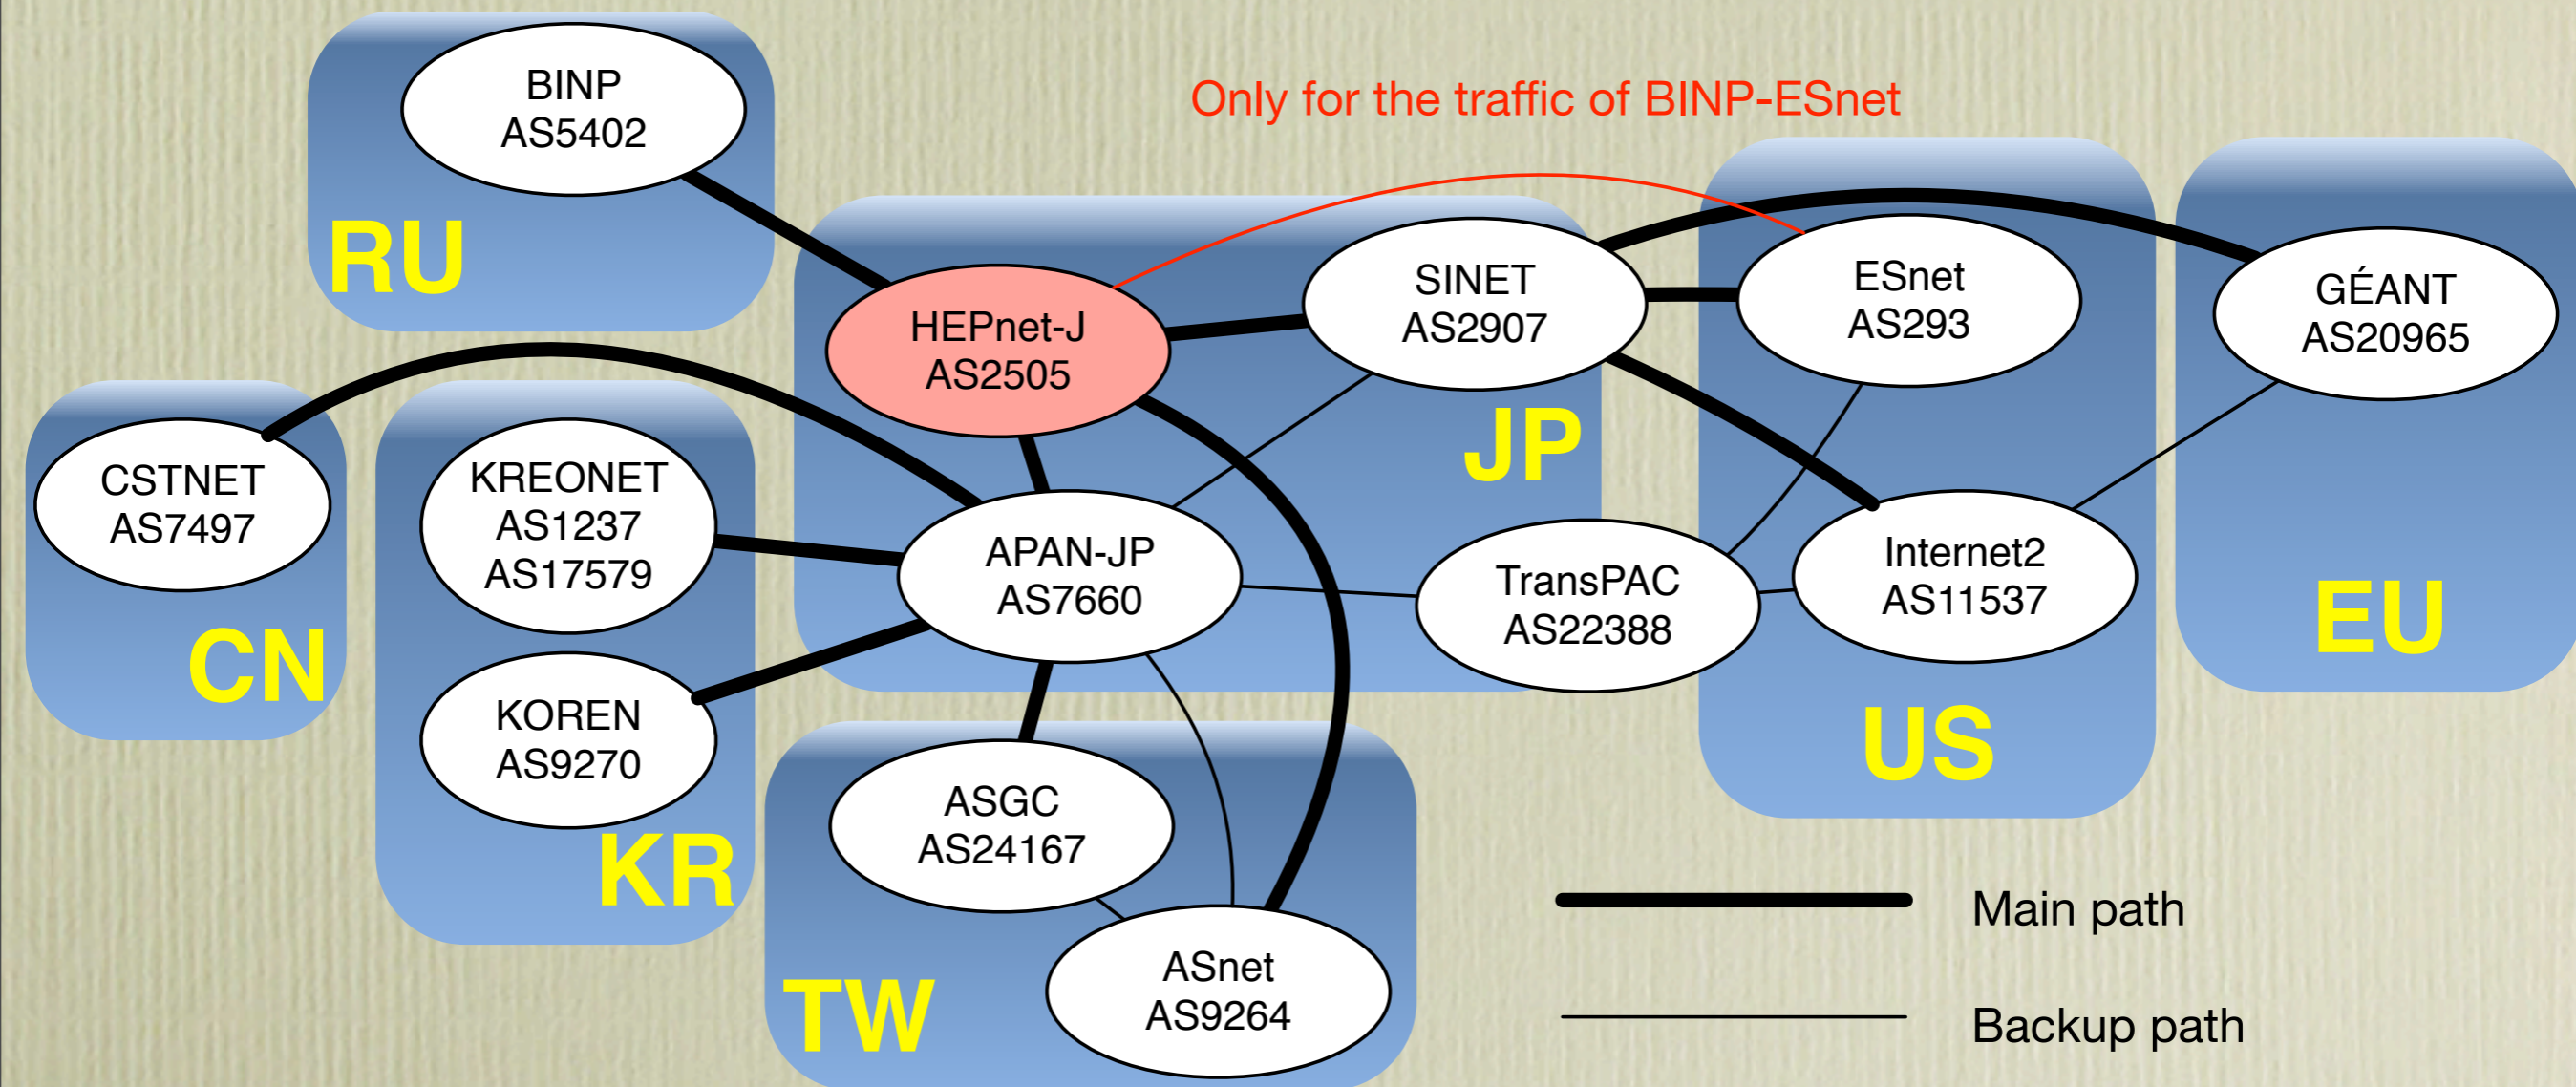 BINP
AS5402
RU
Only for the traffic of BINP-ESnet
HEPnet-J
AS2505
SINET
AS2907
ESnet
AS293
GÉANT
AS20965
JP
CSTNET
AS7497
CN
KREONET
AS1237
AS17579
KOREN
AS9270
KR
APAN-JP
AS7660
TransPAC
AS22388
Internet2
AS11537
US
EU
ASGC
AS24167
ASnet
AS9264
TW
Main path
Backup path